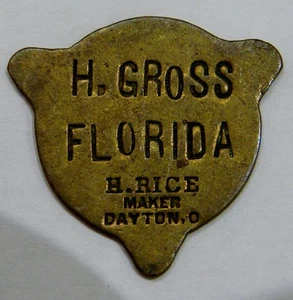 H. GROSS
FLORIDA
H. RICE
MAKER
DAYTON, O